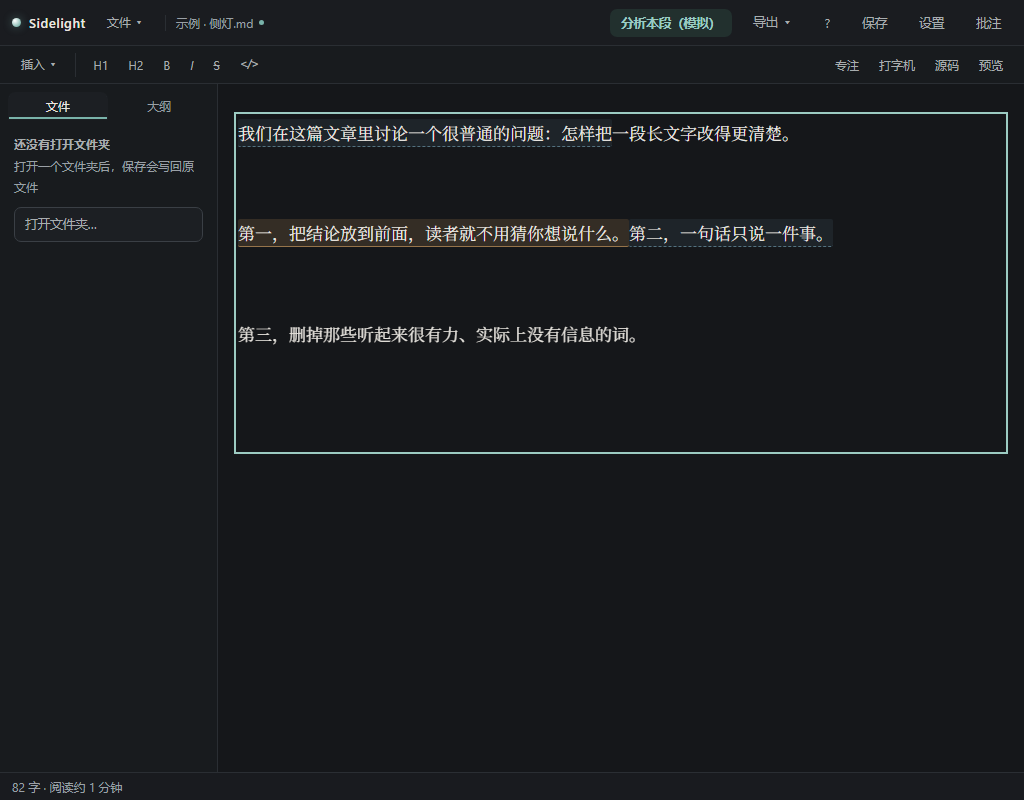 Sidelight 文件 示例 · 侧灯.md 分析本段（模拟） 导出 ? 保存 设置 批注
插入 H1 H2 B I S </> 专注 打字机 源码 预览
文件 大纲
还没有打开文件夹
打开一个文件夹后，保存会写回原
文件
打开文件夹...
我们在这篇文章里讨论一个很普通的问题：怎样把一段长文字改得更清楚。
第一，把结论放到前面，读者就不用猜你想说什么。第二，一句话只说一件事。
第三，删掉那些听起来很有力、实际上没有信息的词。
82 字 · 阅读约 1 分钟